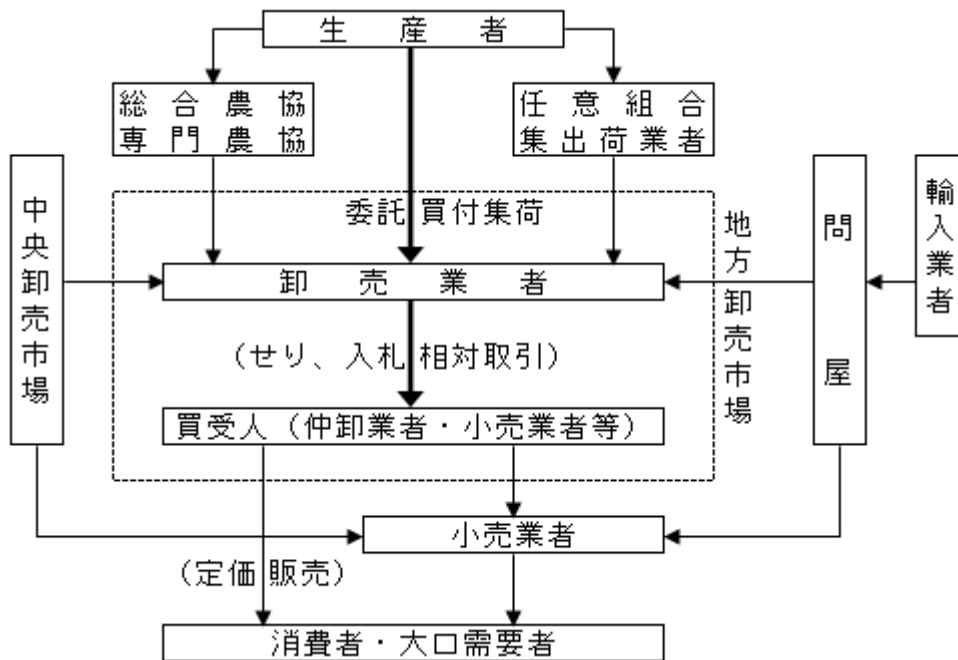 生産者
総合農協
専門農協
任意組合
集出荷業者
中央卸売市場
委託 買付集荷
地方卸売市場
問屋
輸入業者
卸売業者
(せり、入札 相対取引)
買受人(仲卸業者・小売業者等)
小売業者
(定価 販売)
消費者・大口需要者